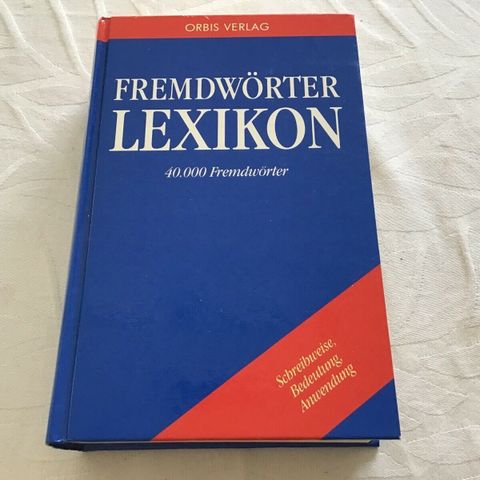 ORBIS VERLAG
FREMDWÖRTER
LEXIKON
40.000 Fremdwörter
Schreibweise,
Bedeutung,
Anwendung